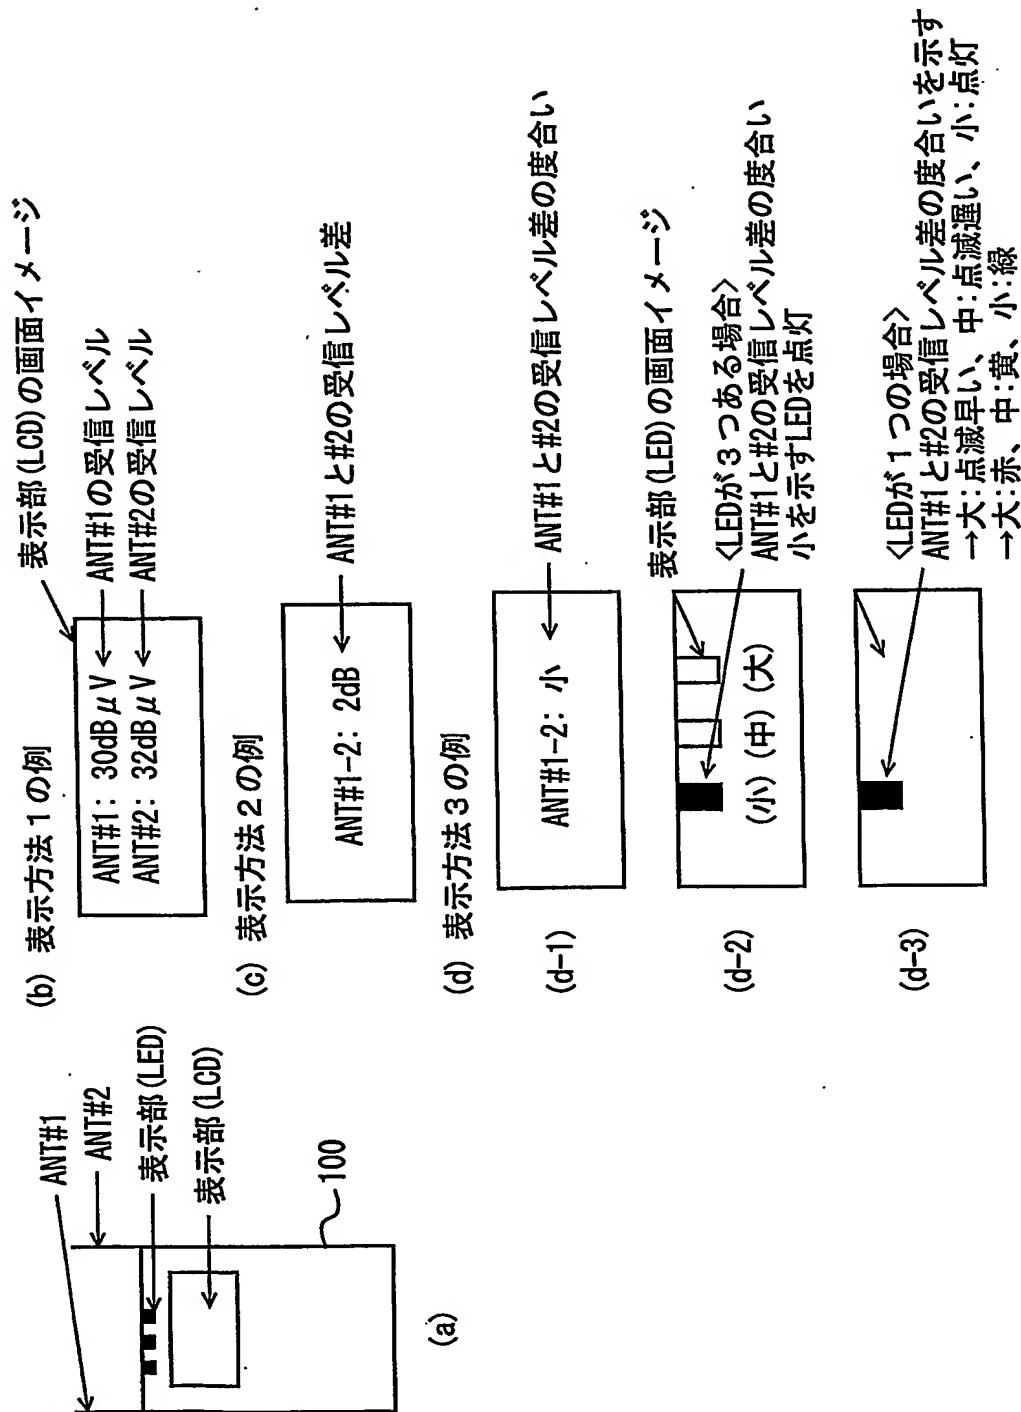 ANT#1
ANT#2
表示部(LED)
表示部(LCD)
100
(a)
(b) 表示方法1の例
表示部(LCD)の画面イメージ
ANT#1: 30dBμV
ANT#1の受信レベル
ANT#2: 32dBμV
ANT#2の受信レベル
(c) 表示方法2の例
ANT#1-2: 2dB
ANT#1と#2の受信レベル差
(d) 表示方法3の例
(d-1)
ANT#1-2: 小
ANT#1と#2の受信レベル差の度合い
表示部(LED)の画面イメージ
(d-2)
(小)(中)(大)
<LEDが3つある場合>
ANT#1と#2の受信レベル差の度合い
小を示すLEDを点灯
(d-3)
<LEDが1つの場合>
ANT#1と#2の受信レベル差の度合いを示す
→大:点滅早い、中:点滅遅い、小:点灯
→大:赤、中:黄、小:緑